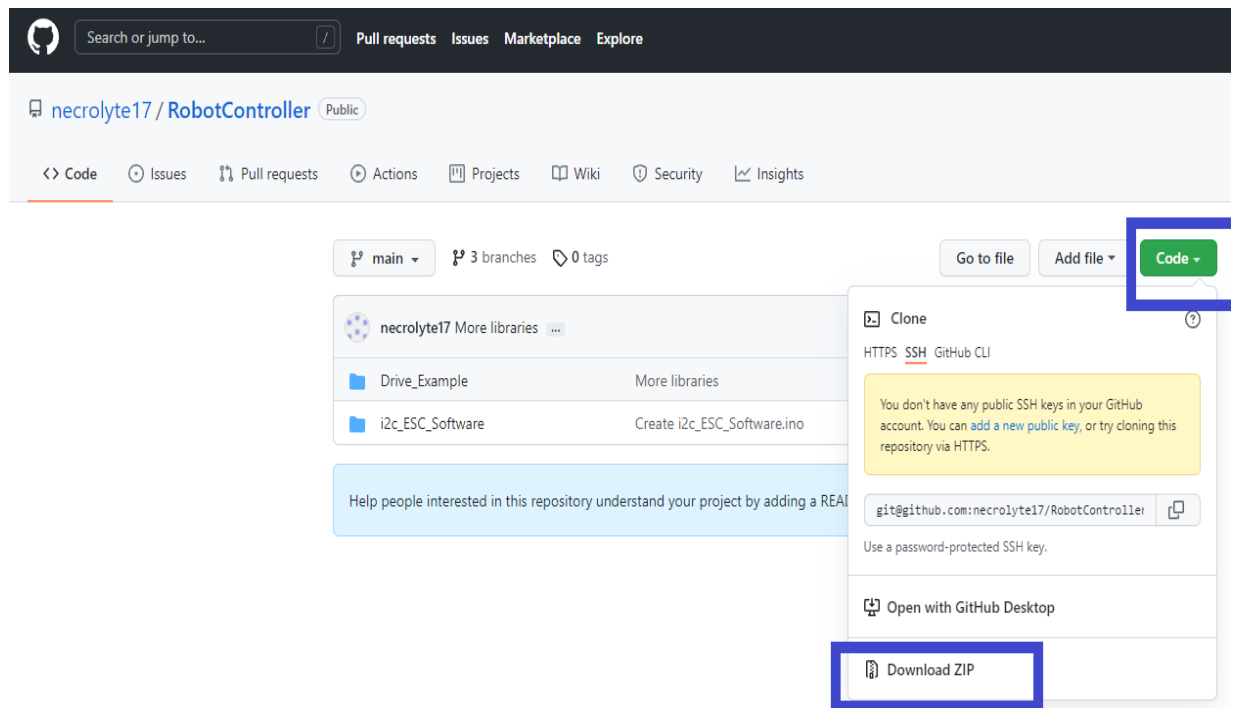 Search or jump to... /
Pull requests Issues Marketplace Explore
necrolyte17 / RobotController Public
<> Code Issues Pull requests Actions Projects Wiki Security Insights
main 3 branches 0 tags Go to file Add file Code
necrolyte17 More libraries ...
Drive_Example More libraries
i2c_ESC_Software Create i2c_ESC_Software.ino
Help people interested in this repository understand your project by adding a REA
Clone ?
HTTPS SSH GitHub CLI
You don't have any public SSH keys in your GitHub
account. You can add a new public key, or try cloning this
repository via HTTPS.
git@github.com:necrolyte17/RobotController
Use a password-protected SSH key.
Open with GitHub Desktop
Download ZIP